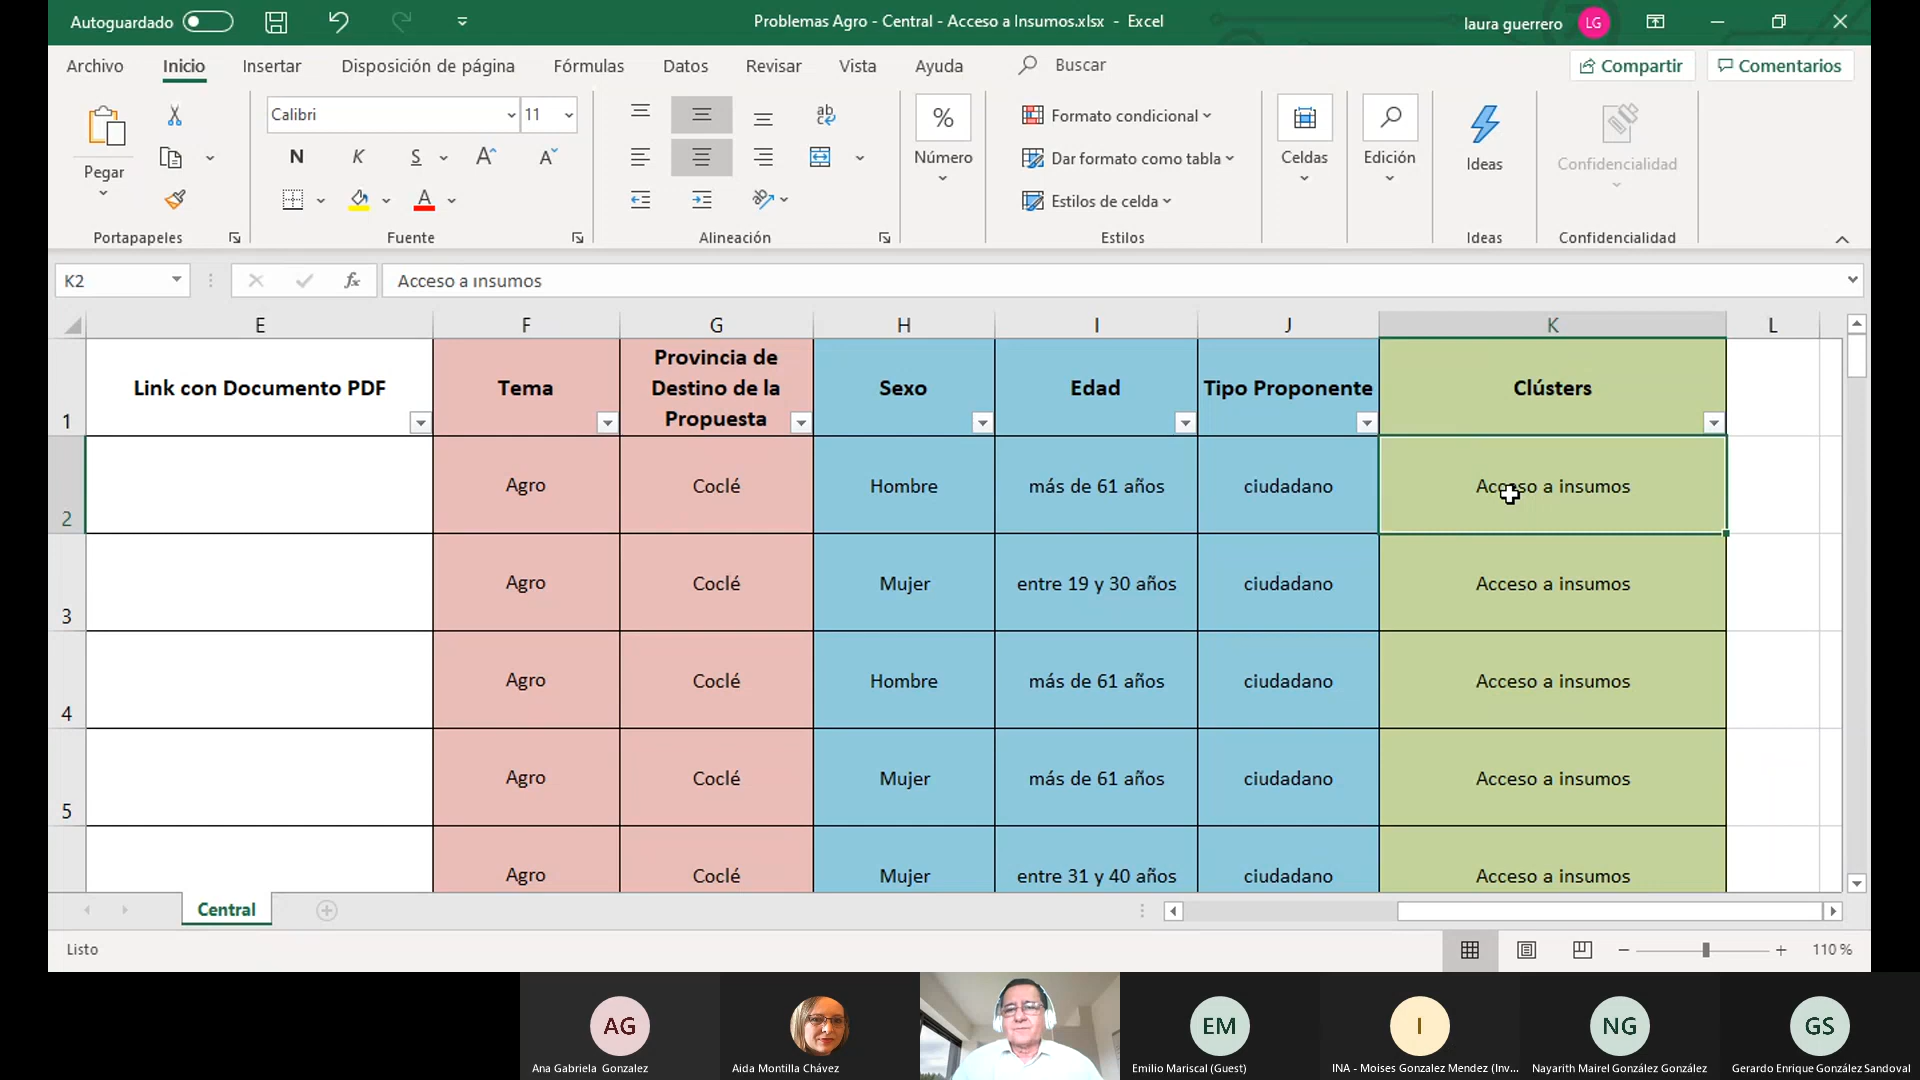 Autoguardado
Problemas Agro - Central - Acceso a Insumos.xlsx - Excel
laura guerrero
LG
Archivo
Inicio
Insertar
Disposición de página
Fórmulas
Datos
Revisar
Vista
Ayuda
Buscar
Compartir
Comentarios
Pegar
Portapapeles
Calibri
11
N K S A A
A
Fuente
ab
c
Alineación
%
Número
Formato condicional
Dar formato como tabla
Estilos de celda
Estilos
Celdas
Edición
Ideas
Ideas
Confidencialidad
Confidencialidad
K2
fx
Acceso a insumos
E F G H I J K L
1
Link con Documento PDF
Tema
Provincia de
Destino de la
Propuesta
Sexo
Edad
Tipo Proponente
Clústers
2
Agro Coclé Hombre más de 61 años ciudadano Acceso a insumos
3
Agro Coclé Mujer entre 19 y 30 años ciudadano Acceso a insumos
4
Agro Coclé Hombre más de 61 años ciudadano Acceso a insumos
5
Agro Coclé Mujer más de 61 años ciudadano Acceso a insumos
Agro Coclé Mujer entre 31 y 40 años ciudadano Acceso a insumos
Central
Listo
110 %
AG
Ana Gabriela Gonzalez
Aida Montilla Chávez
EM
Emilio Mariscal (Guest)
I
INA - Moises Gonzalez Mendez (Inv...
NG
Nayarith Mairel González González
GS
Gerardo Enrique González Sandoval